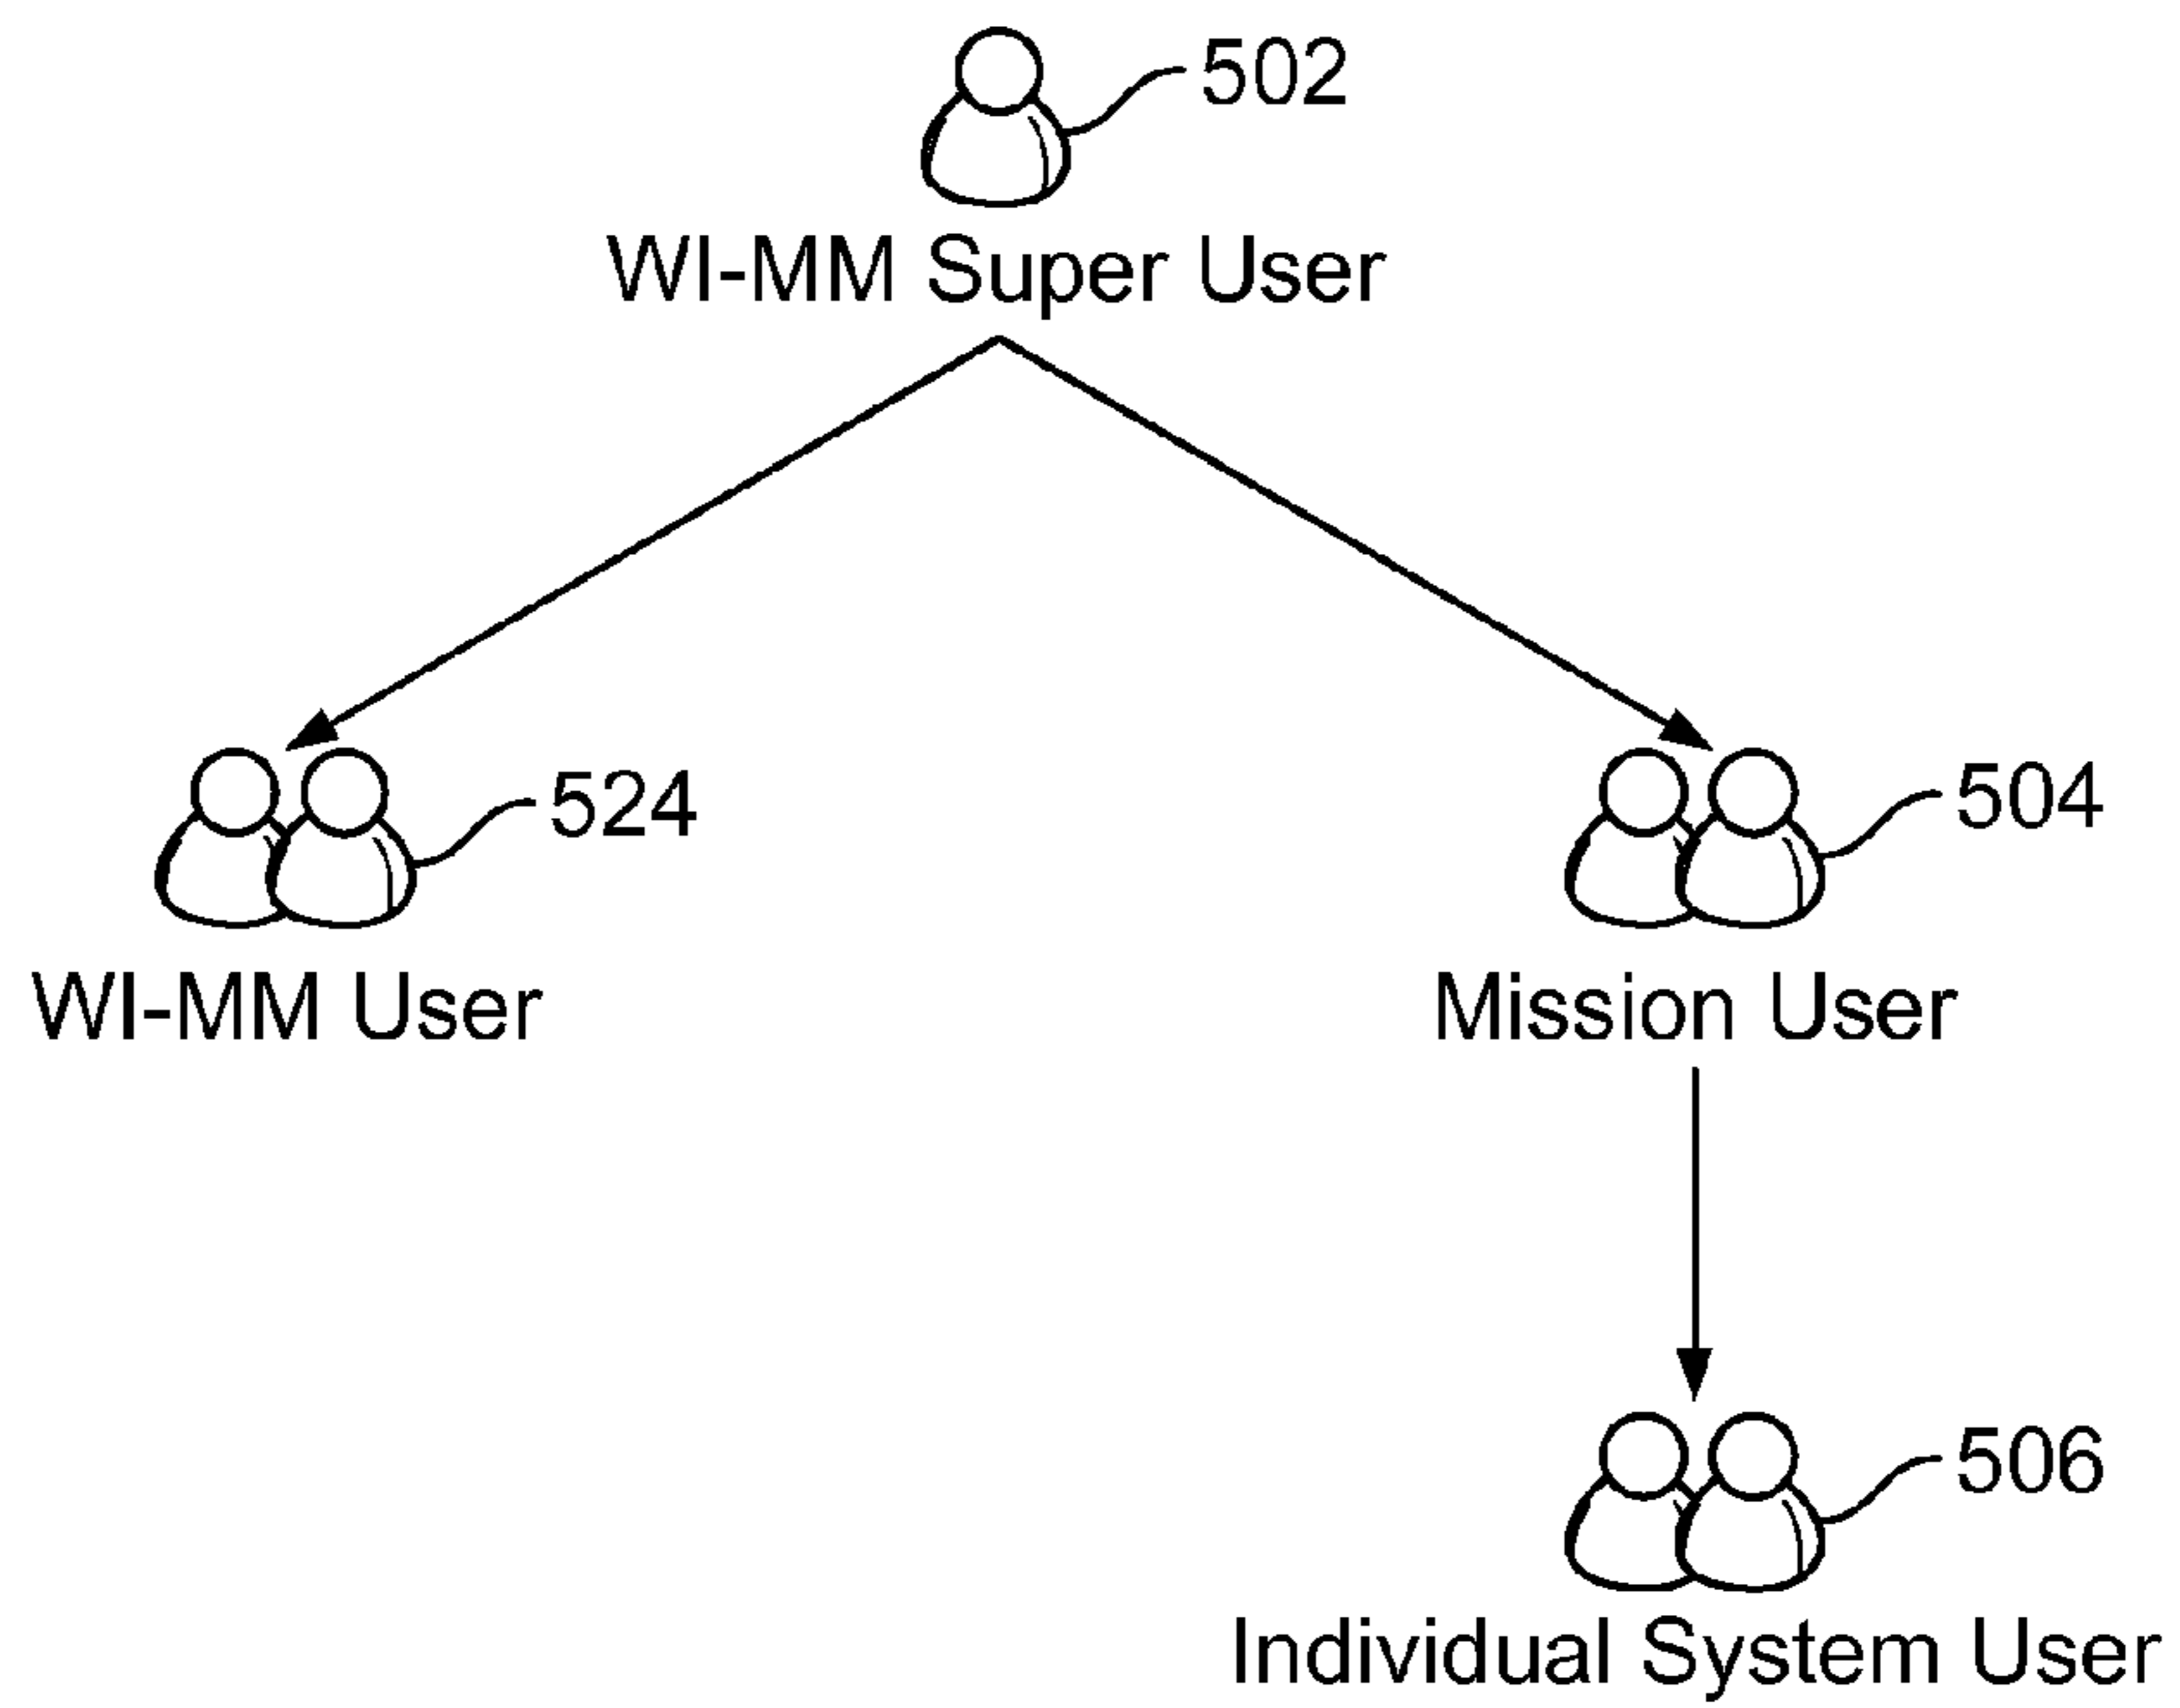 502
WI-MM Super User
524
504
WI-MM User
Mission User
506
Individual System User